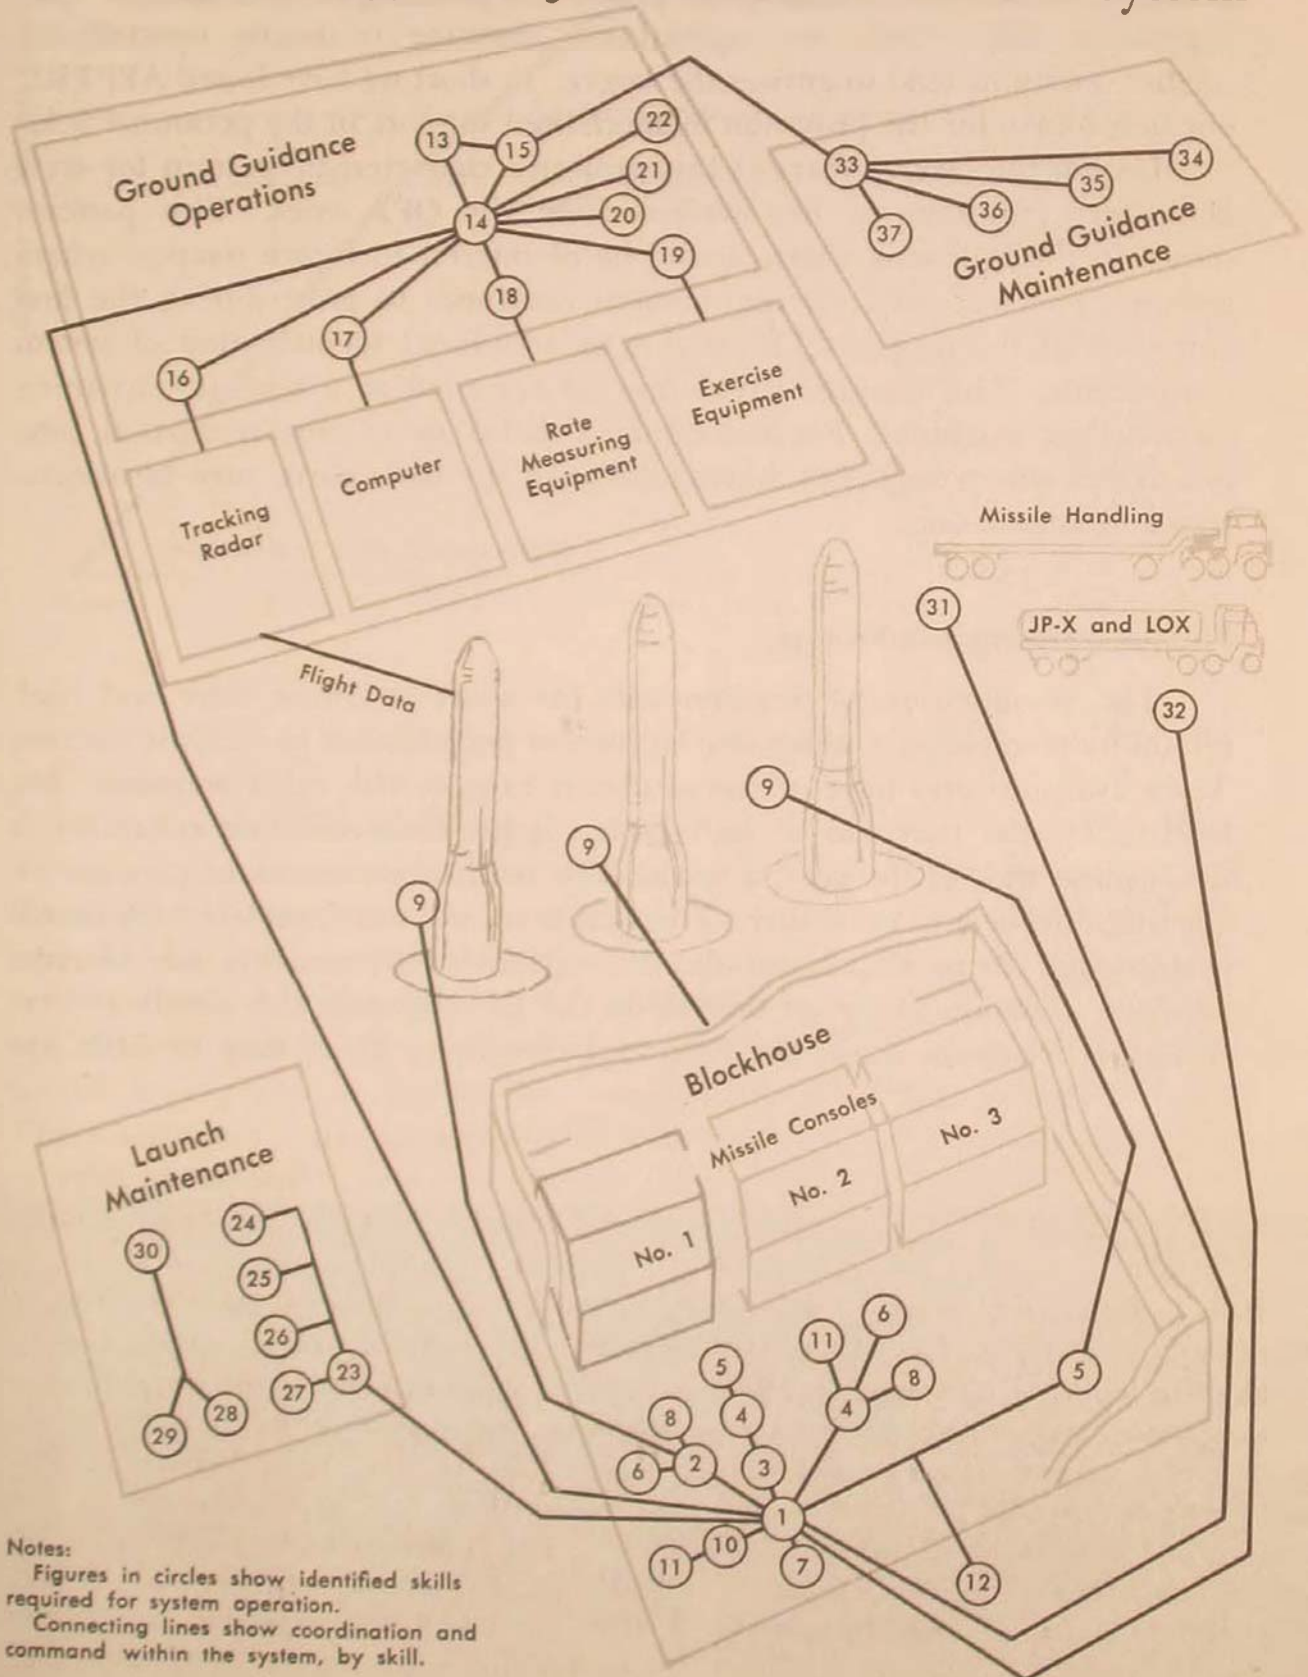 System
Ground Guidance
Operations
13
15
22
21
20
14
19
18
17
16
33
34
35
36
37
Ground Guidance
Maintenance
Tracking
Radar
Computer
Rate
Measuring
Equipment
Exercise
Equipment
Flight Data
Missile Handling
31
JP-X and LOX
32
9
9
9
Blockhouse
Missile Consoles
No. 1
No. 2
No. 3
Launch
Maintenance
30
24
25
26
27
23
28
29
5
11
6
8
4
5
8
4
6
2
3
1
10
11
7
12
Notes:
Figures in circles show identified skills
required for system operation.
Connecting lines show coordination and
command within the system, by skill.